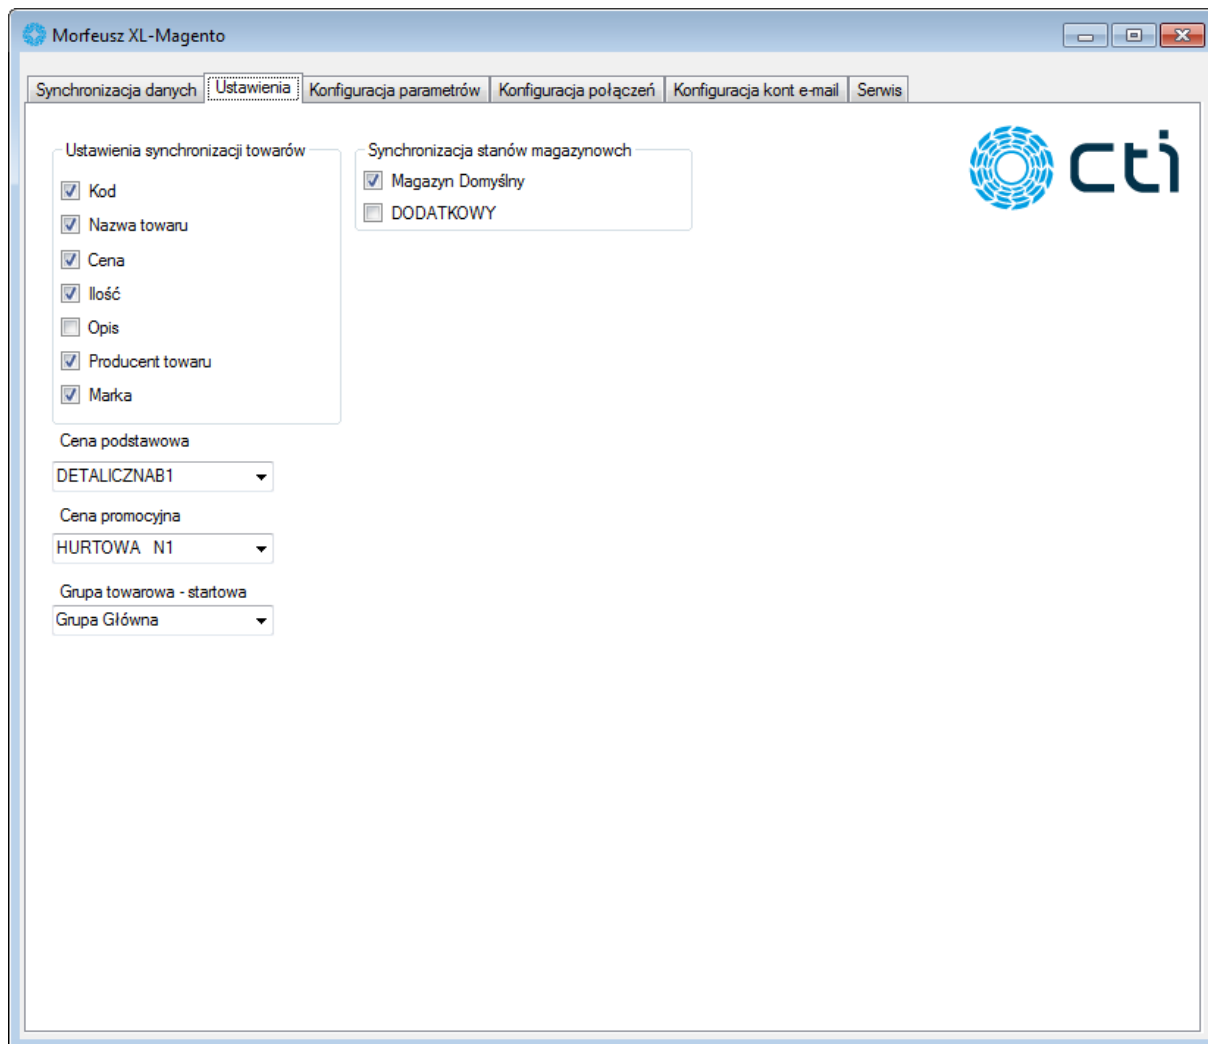 Morfeusz XL-Magento
Synchronizacja danych
Ustawienia
Konfiguracja parametrów
Konfiguracja połączeń
Konfiguracja kont e-mail
Serwis
Ustawienia synchronizacji towarów
Kod
Nazwa towaru
Cena
Ilość
Opis
Producent towaru
Marka
Synchronizacja stanów magazynowch
Magazyn Domyślny
DODATKOWY
cti
Cena podstawowa
DETALICZNAB1
Cena promocyjna
HURTOWA N1
Grupa towarowa - startowa
Grupa Główna